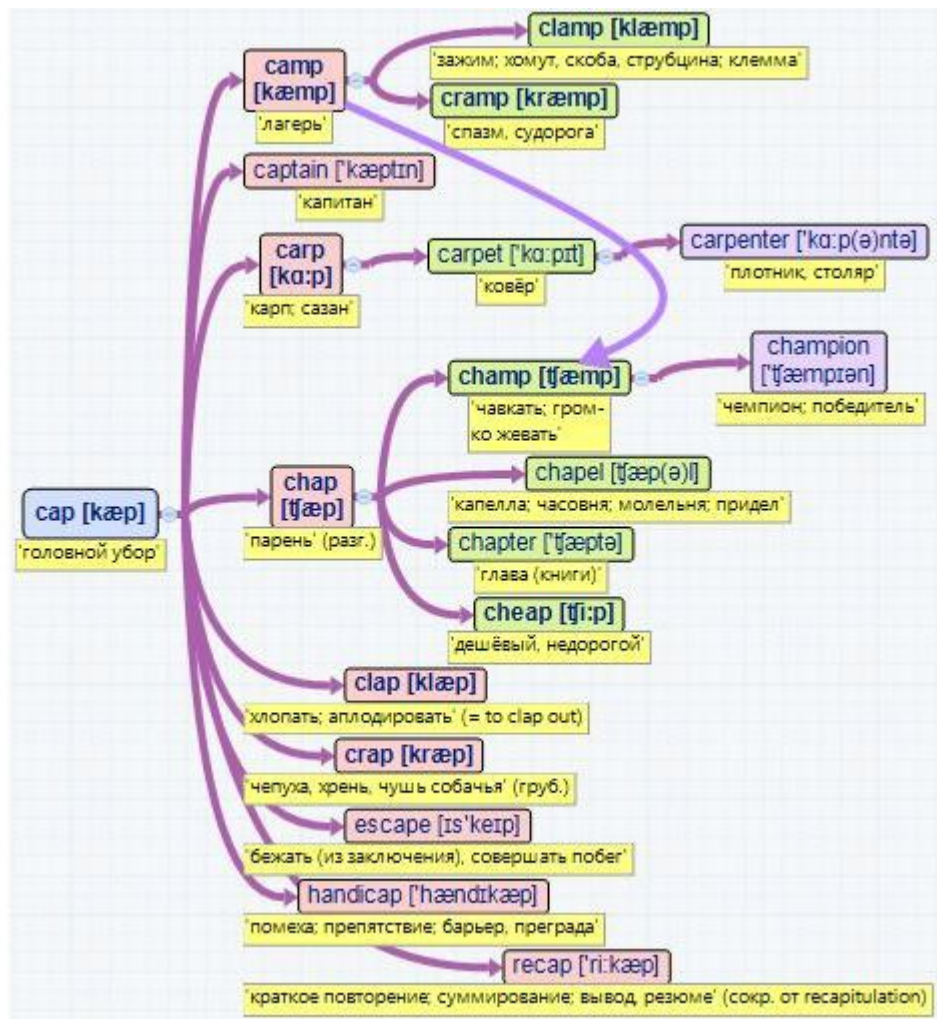 clamp [klæmp]
'зажим; хомут, скоба, струбцина; клемма'
camp
[kæmp]
'лагерь'
cramp [kræmp]
'спазм, судорога'
captain ['kæptɪn]
'капитан'
carp
[kɑ:p]
'карп; сазан'
carpet ['kɑ:pɪt]
'ковёр'
carpenter ['kɑ:p(ə)ntə]
'плотник, столяр'
champ [ʧæmp]
'чавкать; гром-
ко жевать'
champion
['ʧæmpɪən]
'чемпион; победитель'
chap
[ʧæp]
'парень' (разг.)
chapel [ʧæp(ə)l]
'капелла; часовня; молельня; придел'
chapter ['ʧæptə]
'глава (книги)'
cheap [ʧi:p]
'дешёвый, недорогой'
cap [kæp]
'головной убор'
clap [klæp]
'хлопать; аплодировать' (= to clap out)
crap [kræp]
'чепуха, хрень, чушь собачья' (груб.)
escape [ɪs'keɪp]
'бежать (из заключения), совершать побег'
handicap ['hændɪkæp]
'помеха; препятствие; барьер, преграда'
recap ['ri:kæp]
'краткое повторение; суммирование; вывод, резюме' (сокр. от recapitulation)